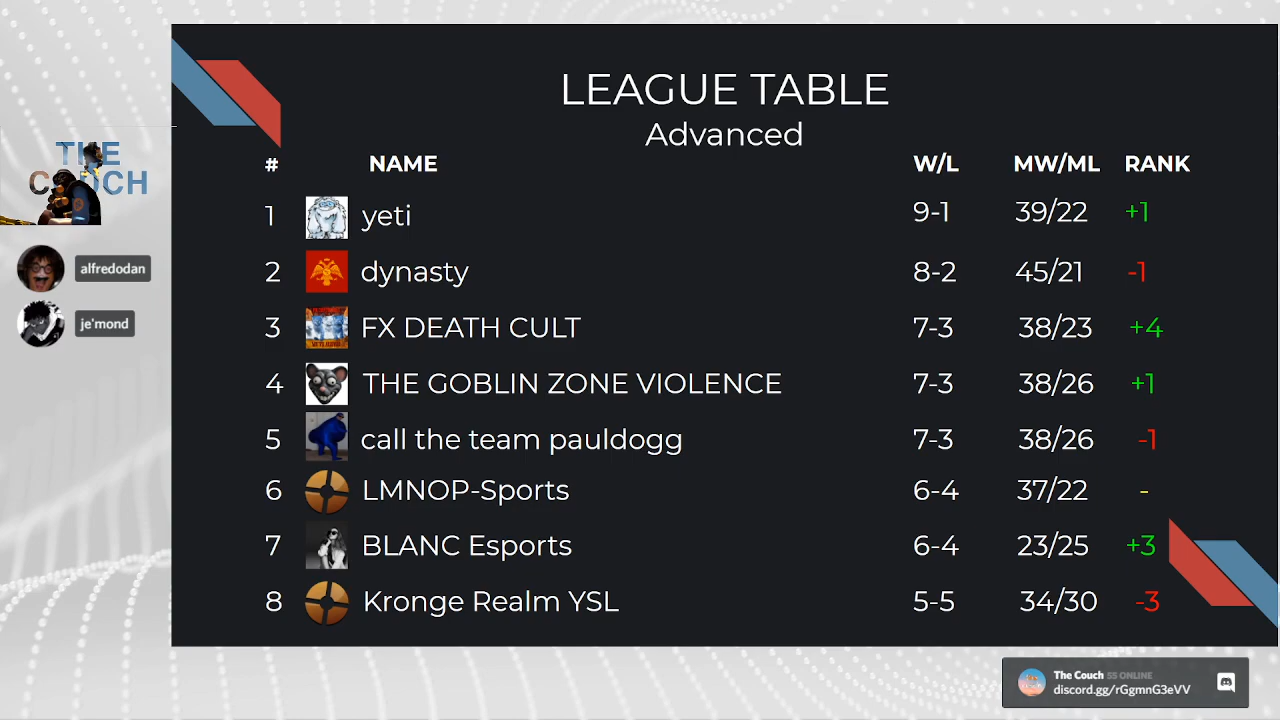 LEAGUE TABLE
Advanced
# NAME W/L MW/ML RANK
1 yeti 9-1 39/22 +1
2 dynasty 8-2 45/21 -1
3 FX DEATH CULT 7-3 38/23 +4
4 THE GOBLIN ZONE VIOLENCE 7-3 38/26 +1
5 call the team pauldogg 7-3 38/26 -1
6 LMNOP-Sports 6-4 37/22 -
7 BLANC Esports 6-4 23/25 +3
8 Kronge Realm YSL 5-5 34/30 -3
THE
COUCH
alfredodan
je'mond
The Couch 55 ONLINE
discord.gg/rGgmnG3eVV